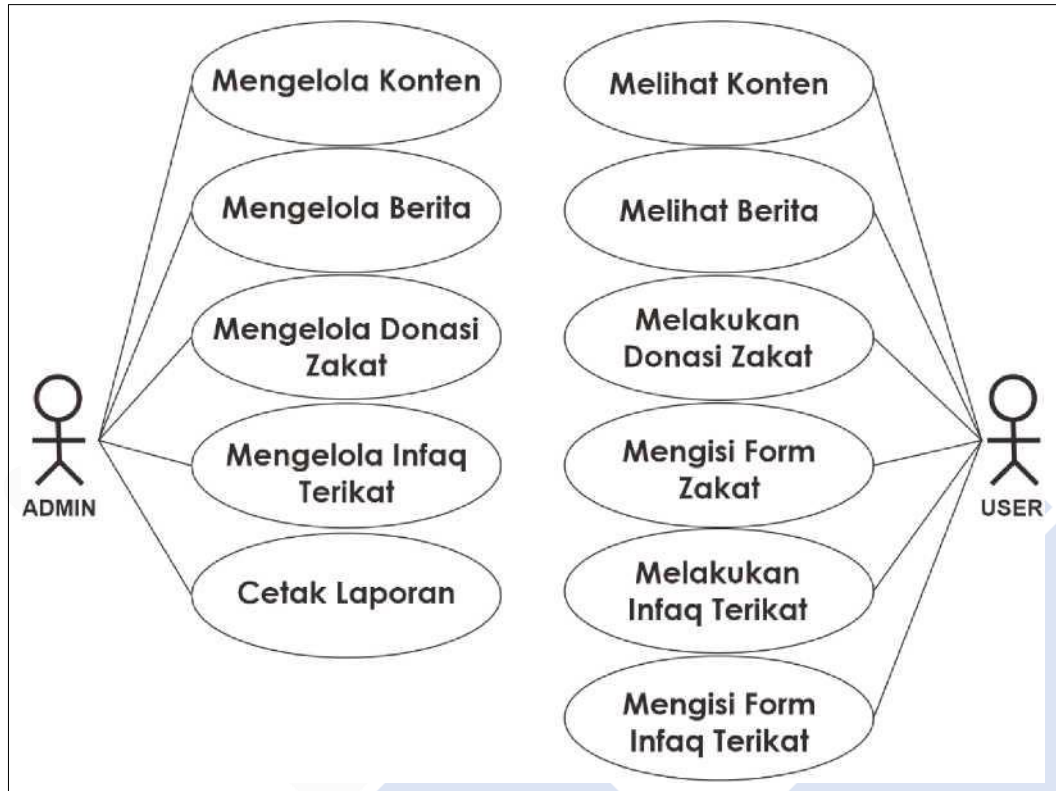 Mengelola Konten
Mengelola Berita
Mengelola Donasi
Zakat
Mengelola Infaq
Terikat
Cetak Laporan
ADMIN
Melihat Konten
Melihat Berita
Melakukan
Donasi Zakat
Mengisi Form
Zakat
Melakukan
Infaq Terikat
Mengisi Form
Infaq Terikat
USER